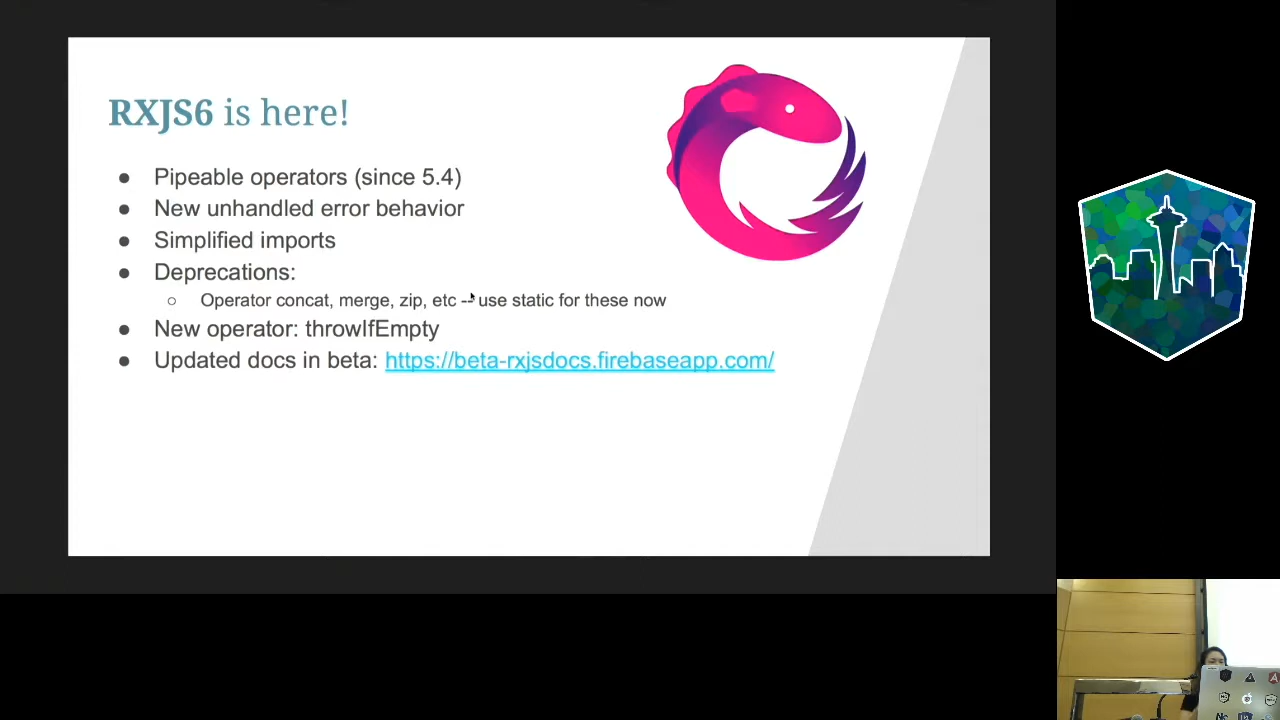 RXJS6 is here!
Pipeable operators (since 5.4)
New unhandled error behavior
Simplified imports
Deprecations:
Operator concat, merge, zip, etc -- use static for these now
New operator: throwIfEmpty
Updated docs in beta: https://beta-rxjsdocs.firebaseapp.com/